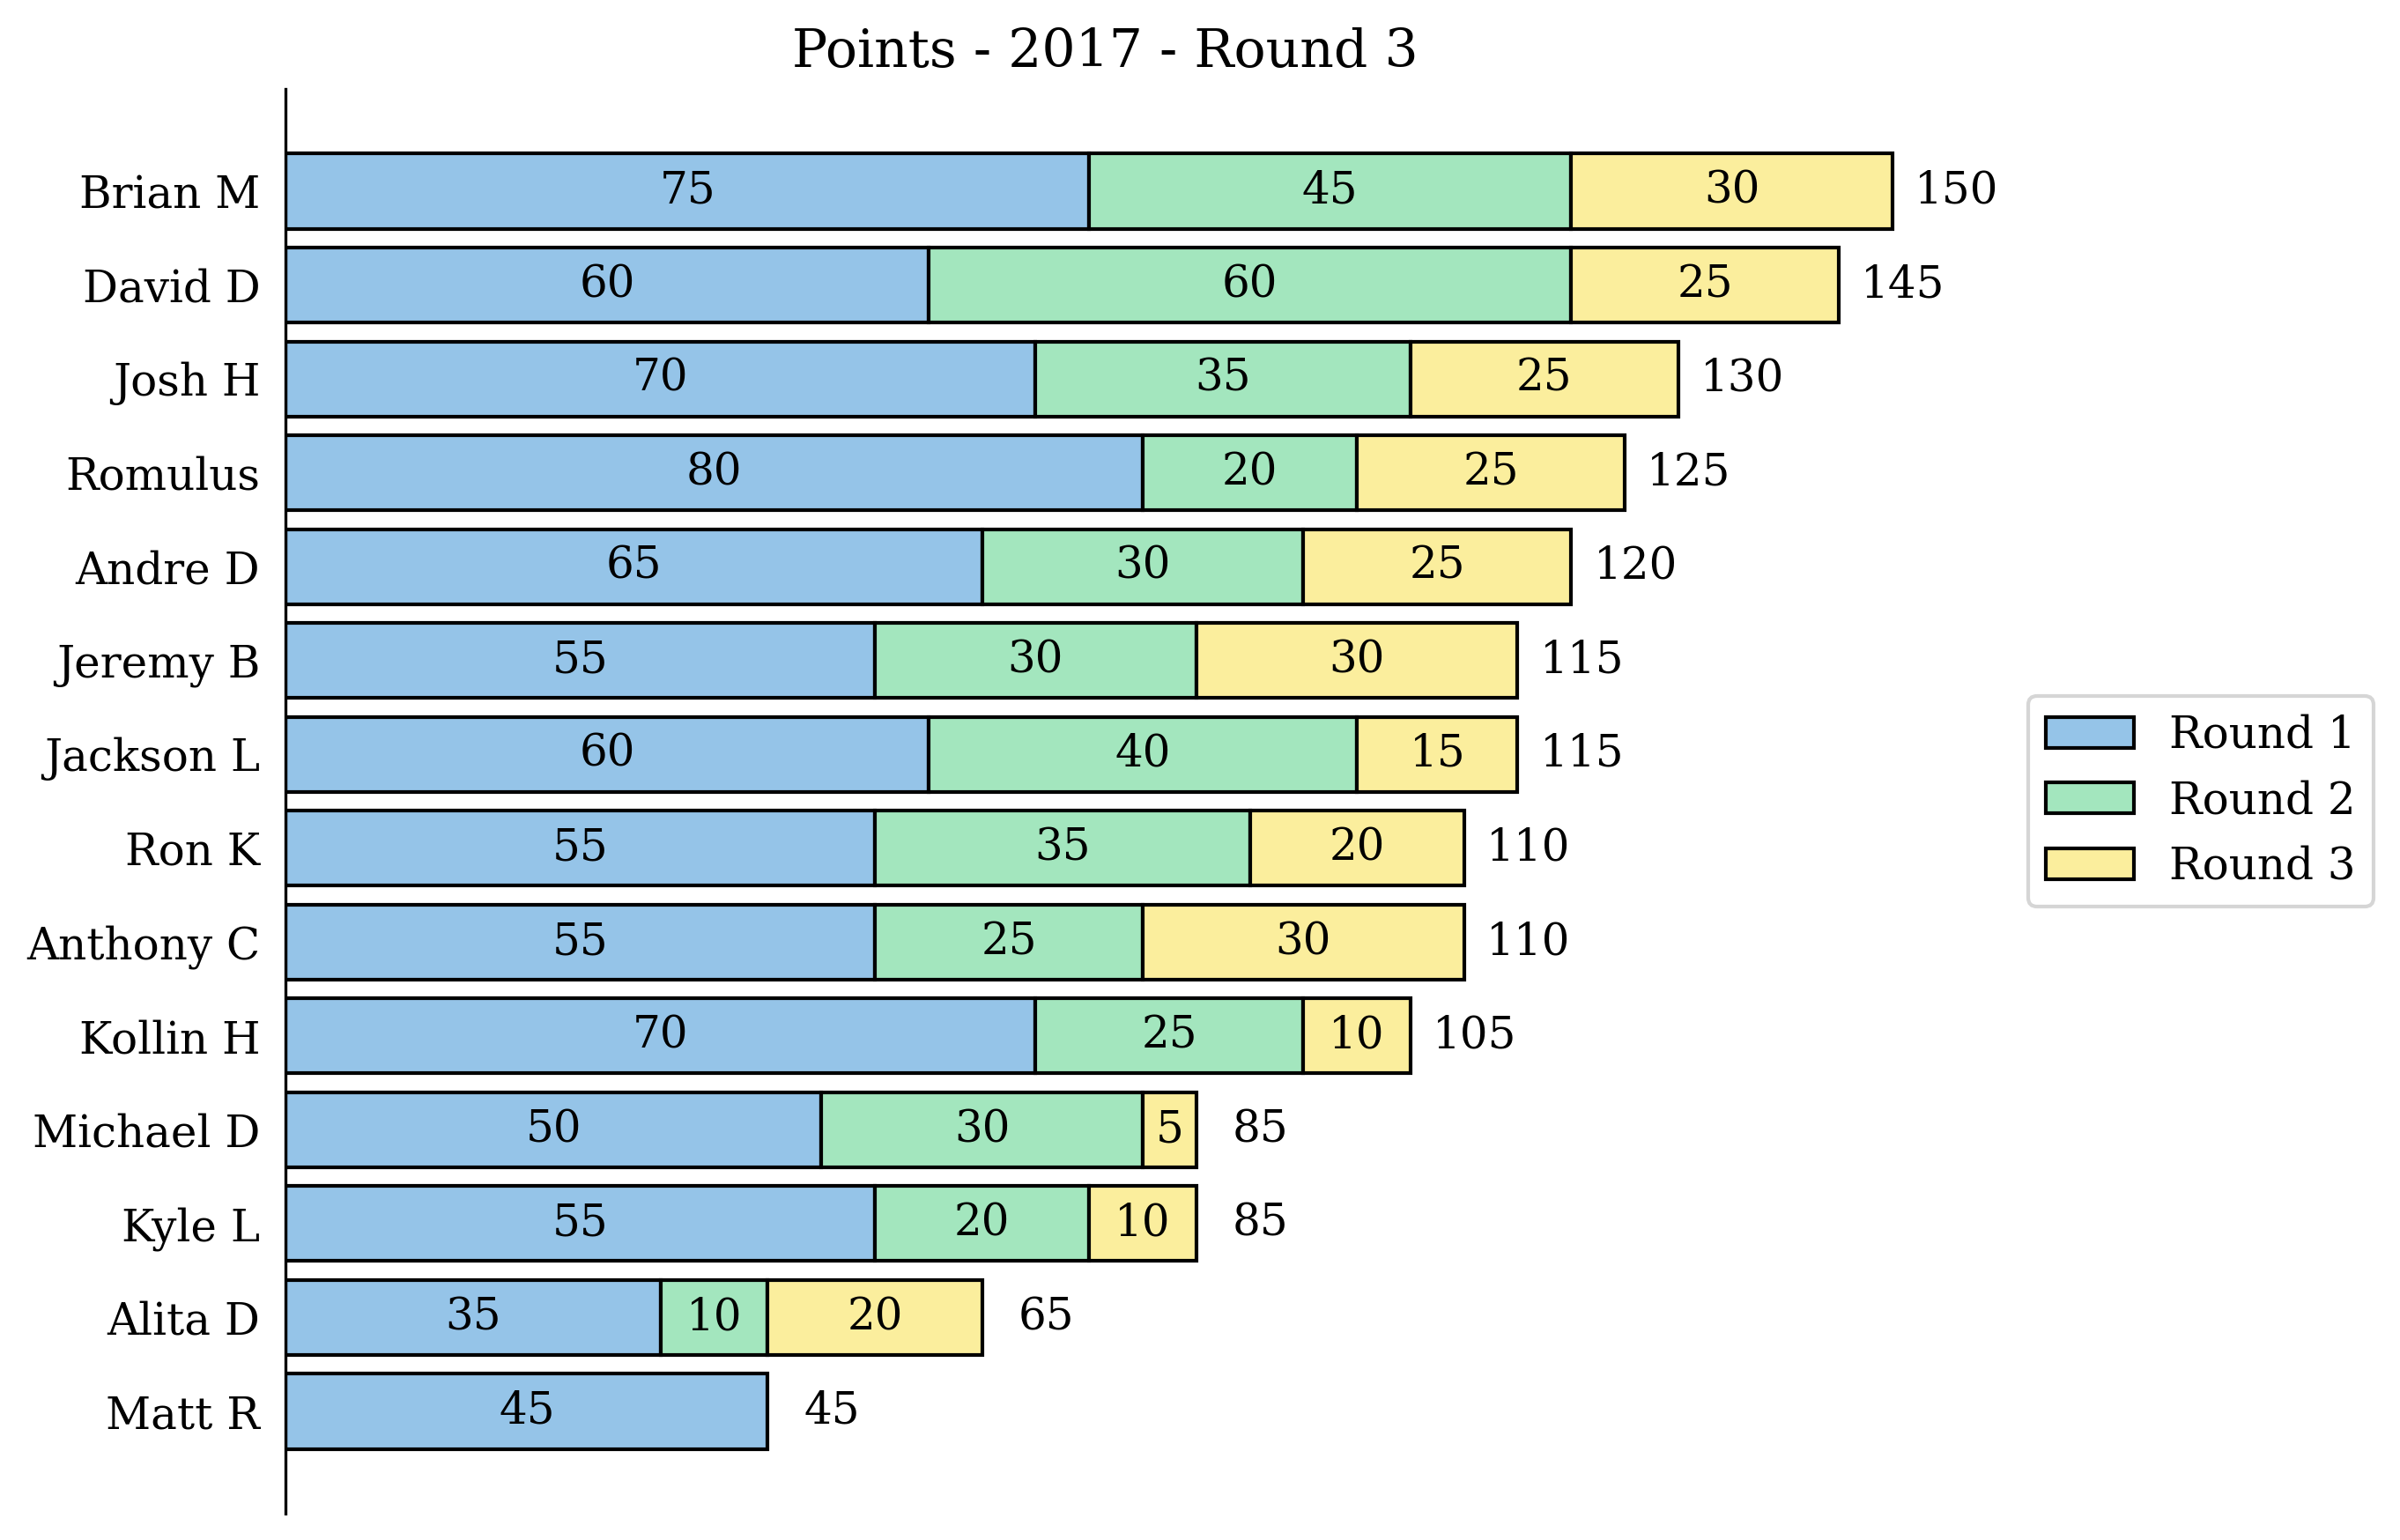 Points - 2017 - Round 3
Brian M 75 45 30 150
David D 60 60 25 145
Josh H 70 35 25 130
Romulus 80 20 25 125
Andre D 65 30 25 120
Jeremy B 55 30 30 115
Jackson L 60 40 15 115
Ron K 55 35 20 110
Anthony C 55 25 30 110
Kollin H 70 25 10 105
Michael D 50 30 5 85
Kyle L 55 20 10 85
Alita D 35 10 20 65
Matt R 45 45
Round 1
Round 2
Round 3